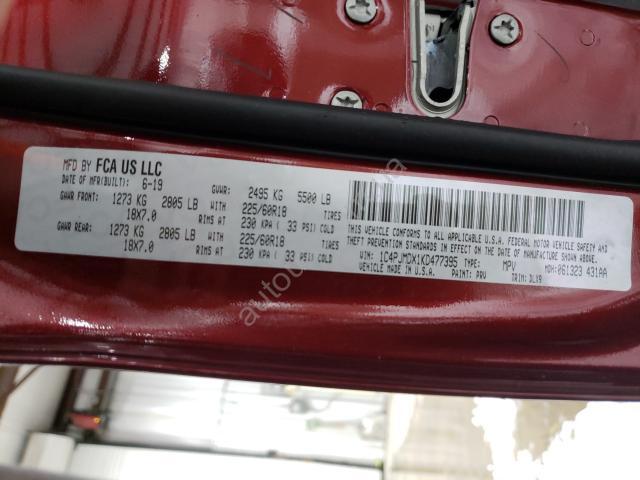 MFD BY FCA US LLC
DATE OF MFR(BUILT): 6-19 GVWR: 2495 KG 5500 LB
GAWR FRONT: 1273 KG 2805 LB WITH 225/60R18 TIRES
18X7.0 RIMS AT 230 KPA ( 33 PSI) COLD
GAWR REAR: 1273 KG 2805 LB WITH 225/60R18 TIRES
18X7.0 RIMS AT 230 KPA ( 33 PSI) COLD
THIS VEHICLE CONFORMS TO ALL APPLICABLE U.S.A. FEDERAL MOTOR VEHICLE SAFETY AND
THEFT PREVENTION STANDARDS IN EFFECT ON THE DATE OF MANUFACTURE SHOWN ABOVE.
VIN: 1C4PJMDX1KD477395 TYPE: MPV MDH: 061323 431AA
MADE IN U.S.A. PAINT: PRV TRIM: DLX9